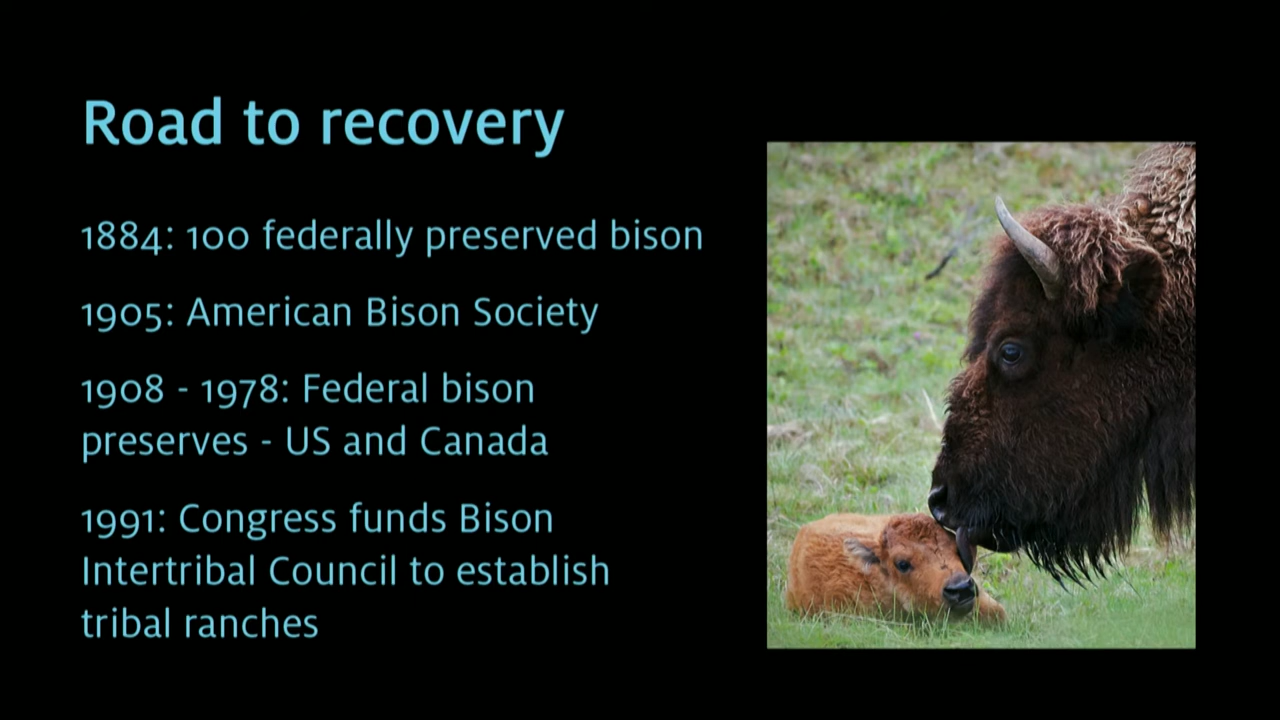 Road to recovery
1884: 100 federally preserved bison
1905: American Bison Society
1908 - 1978: Federal bison
preserves - US and Canada
1991: Congress funds Bison
Intertribal Council to establish
tribal ranches